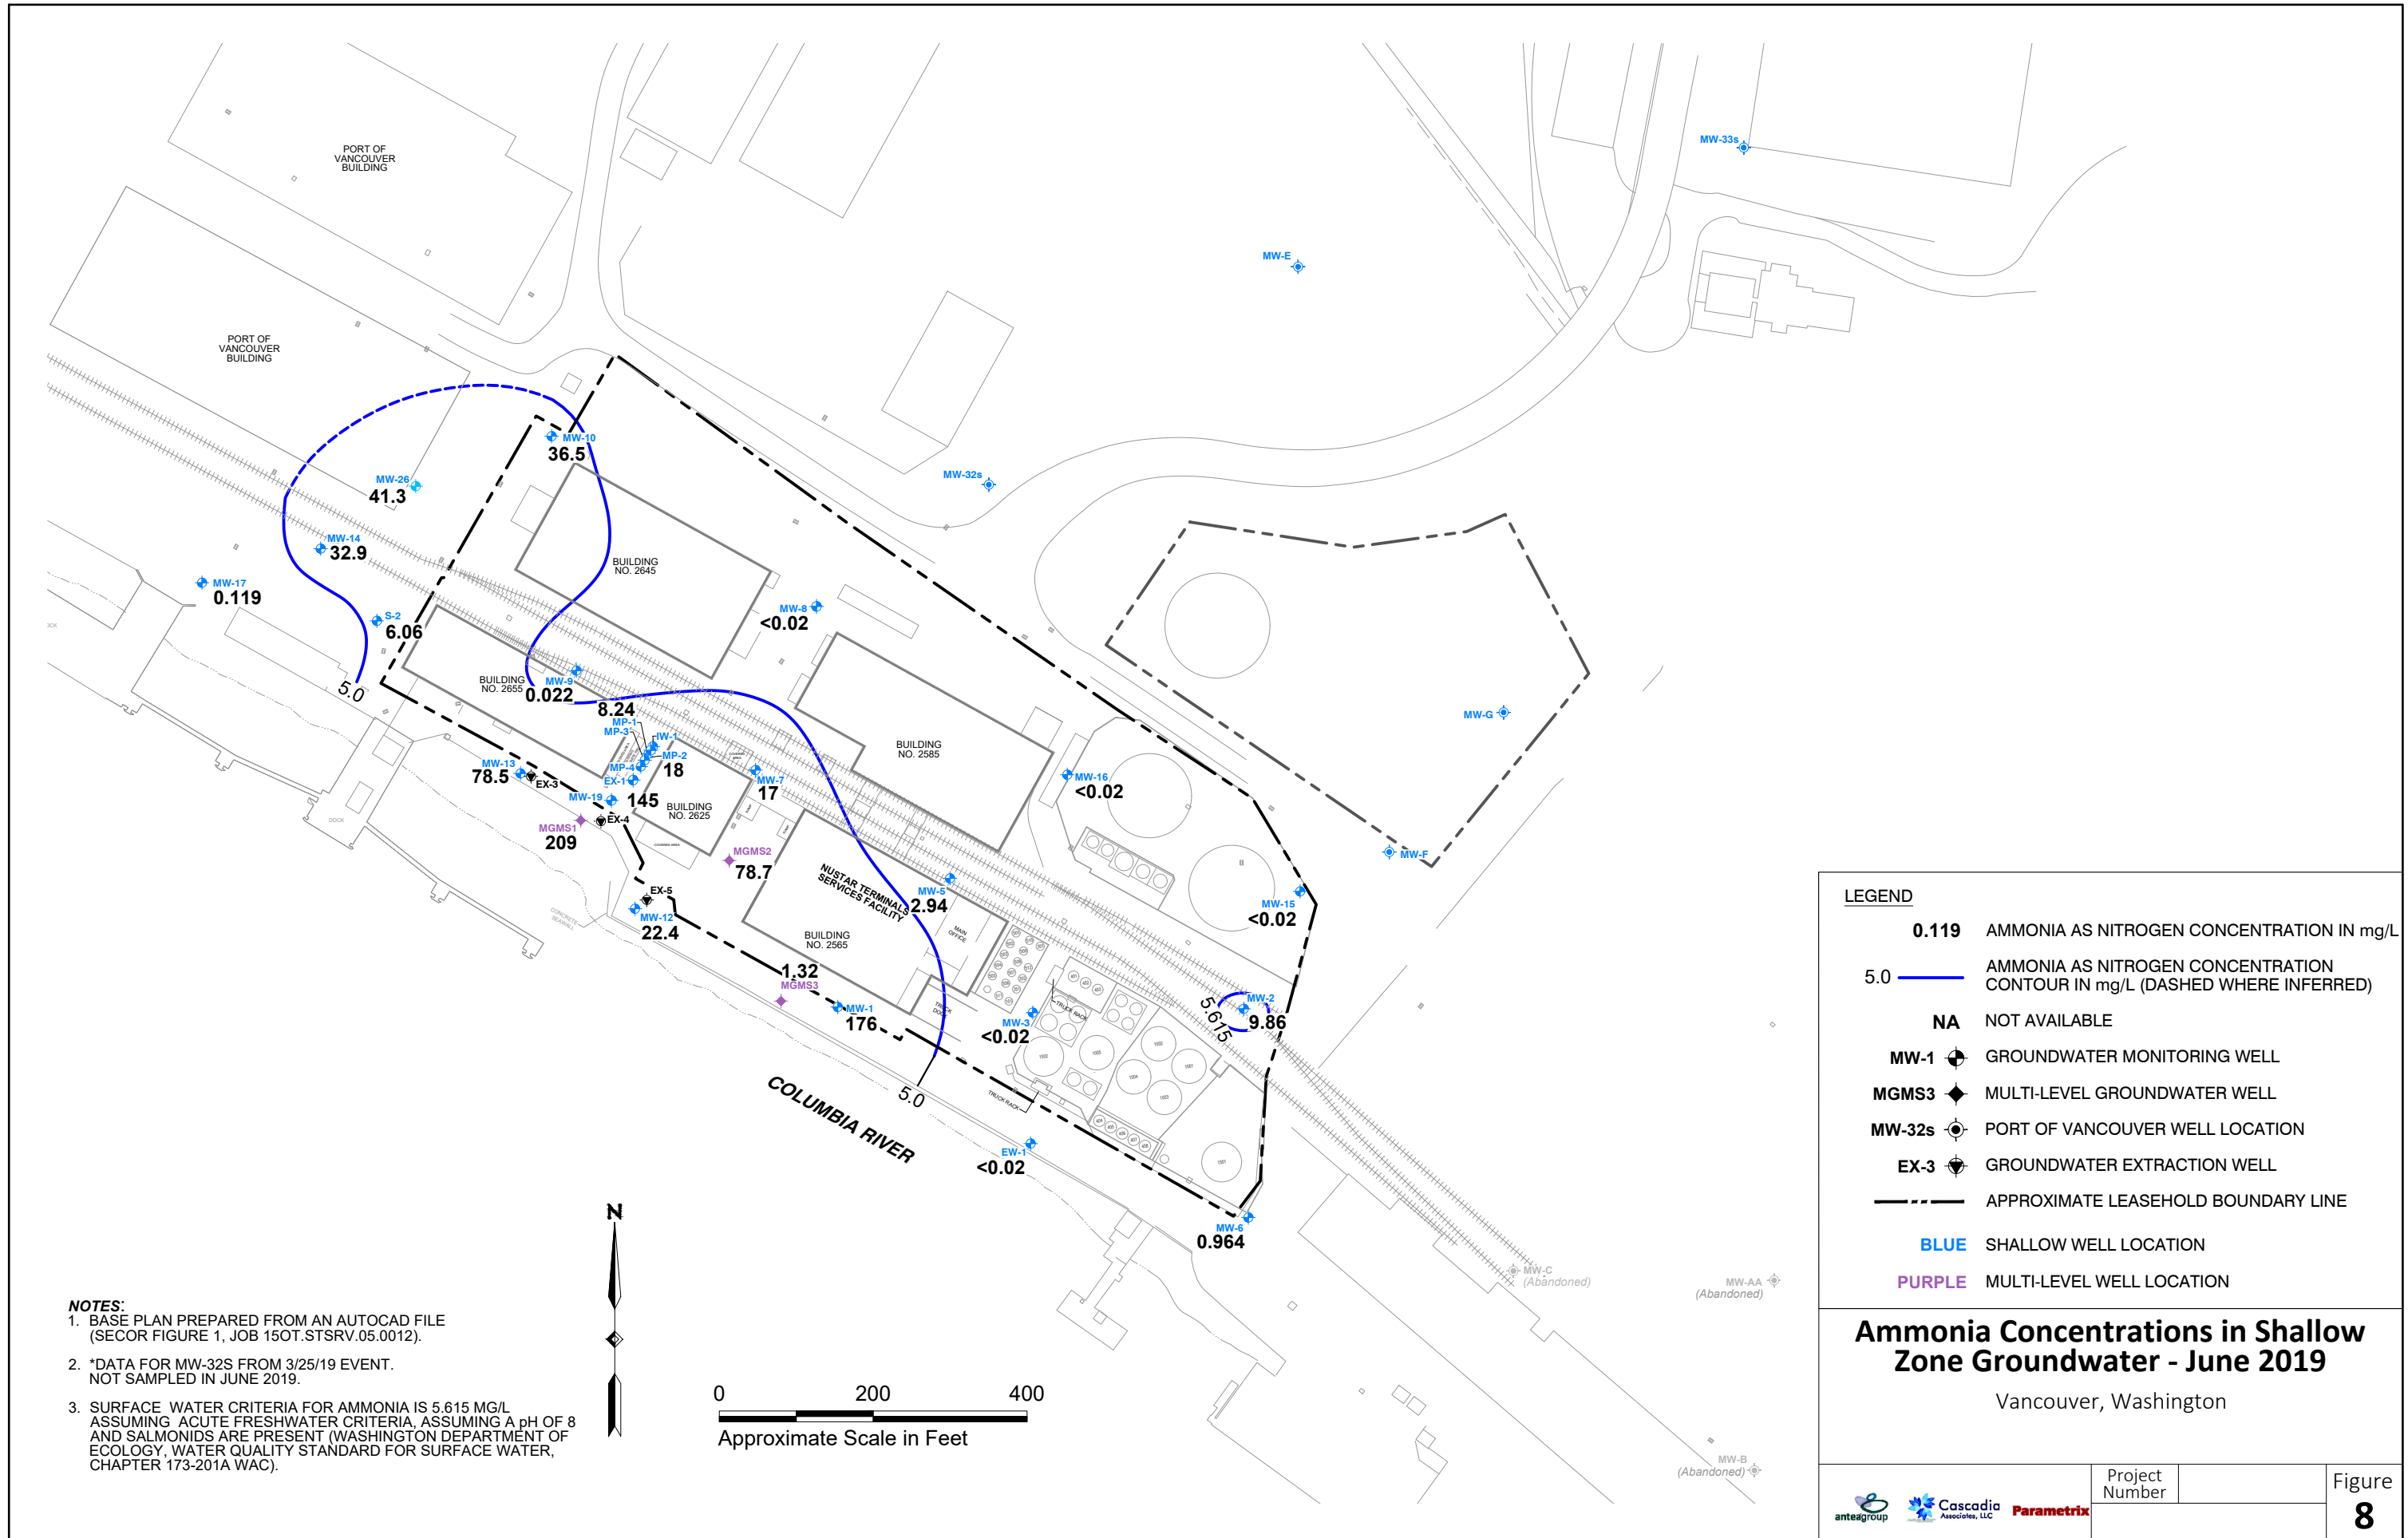 PORT OF
VANCOUVER
BUILDING
PORT OF
VANCOUVER
BUILDING
MW-33s
MW-E
MW-32s
MW-10
36.5
MW-26
41.3
MW-14
32.9
MW-17
0.119
S-2
6.06
5.0
BUILDING
NO. 2645
MW-8
<0.02
BUILDING
NO. 2655
MW-9
0.022
8.24
MP-1
MP-3
IW-1
MP-2
18
MP-4
EX-1
145
MW-13
78.5
EX-3
MW-19
EX-4
MGMS1
209
MW-7
17
BUILDING
NO. 2625
COVERED AREA
MGMS2
78.7
BUILDING
NO. 2585
MW-16
<0.02
MW-G
MW-F
MW-15
<0.02
EX-5
MW-12
22.4
CONCRETE
SEAWALL
DOCK
NUSTAR TERMINALS
SERVICES FACILITY
MW-5
2.94
MAIN
OFFICE
BUILDING
NO. 2565
1.32
MGMS3
MW-1
176
TRUCK
DOCK
MW-3
<0.02
TRUCK RACK
MW-2
9.86
5.615
5.0
TRUCK RACK
COLUMBIA RIVER
EW-1
<0.02
MW-6
0.964
MW-C
(Abandoned)
MW-AA
(Abandoned)
MW-B
(Abandoned)
N
0 200 400
Approximate Scale in Feet
NOTES:
1. BASE PLAN PREPARED FROM AN AUTOCAD FILE
(SECOR FIGURE 1, JOB 15OT.STSRV.05.0012).
2. *DATA FOR MW-32S FROM 3/25/19 EVENT.
NOT SAMPLED IN JUNE 2019.
3. SURFACE WATER CRITERIA FOR AMMONIA IS 5.615 MG/L
ASSUMING ACUTE FRESHWATER CRITERIA, ASSUMING A pH OF 8
AND SALMONIDS ARE PRESENT (WASHINGTON DEPARTMENT OF
ECOLOGY, WATER QUALITY STANDARD FOR SURFACE WATER,
CHAPTER 173-201A WAC).
LEGEND
0.119 AMMONIA AS NITROGEN CONCENTRATION IN mg/L
5.0 AMMONIA AS NITROGEN CONCENTRATION
CONTOUR IN mg/L (DASHED WHERE INFERRED)
NA NOT AVAILABLE
MW-1 GROUNDWATER MONITORING WELL
MGMS3 MULTI-LEVEL GROUNDWATER WELL
MW-32s PORT OF VANCOUVER WELL LOCATION
EX-3 GROUNDWATER EXTRACTION WELL
APPROXIMATE LEASEHOLD BOUNDARY LINE
BLUE SHALLOW WELL LOCATION
PURPLE MULTI-LEVEL WELL LOCATION
Ammonia Concentrations in Shallow
Zone Groundwater - June 2019
Vancouver, Washington
anteagroup
Cascadia
Associates, LLC
Parametrix
Project
Number
Figure
8